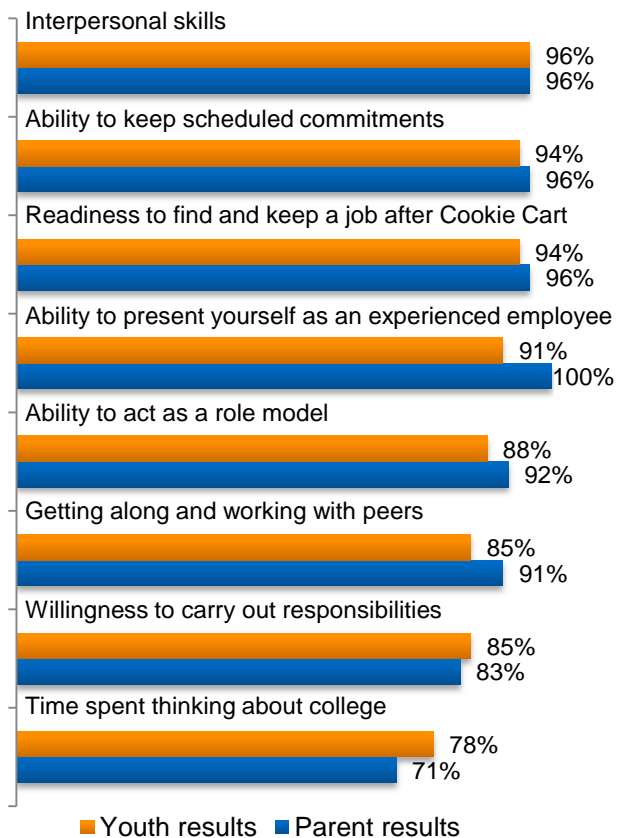 Interpersonal skills
96%
96%
Ability to keep scheduled commitments
94%
96%
Readiness to find and keep a job after Cookie Cart
94%
96%
Ability to present yourself as an experienced employee
91%
100%
Ability to act as a role model
88%
92%
Getting along and working with peers
85%
91%
Willingness to carry out responsibilities
85%
83%
Time spent thinking about college
78%
71%
Youth results Parent results